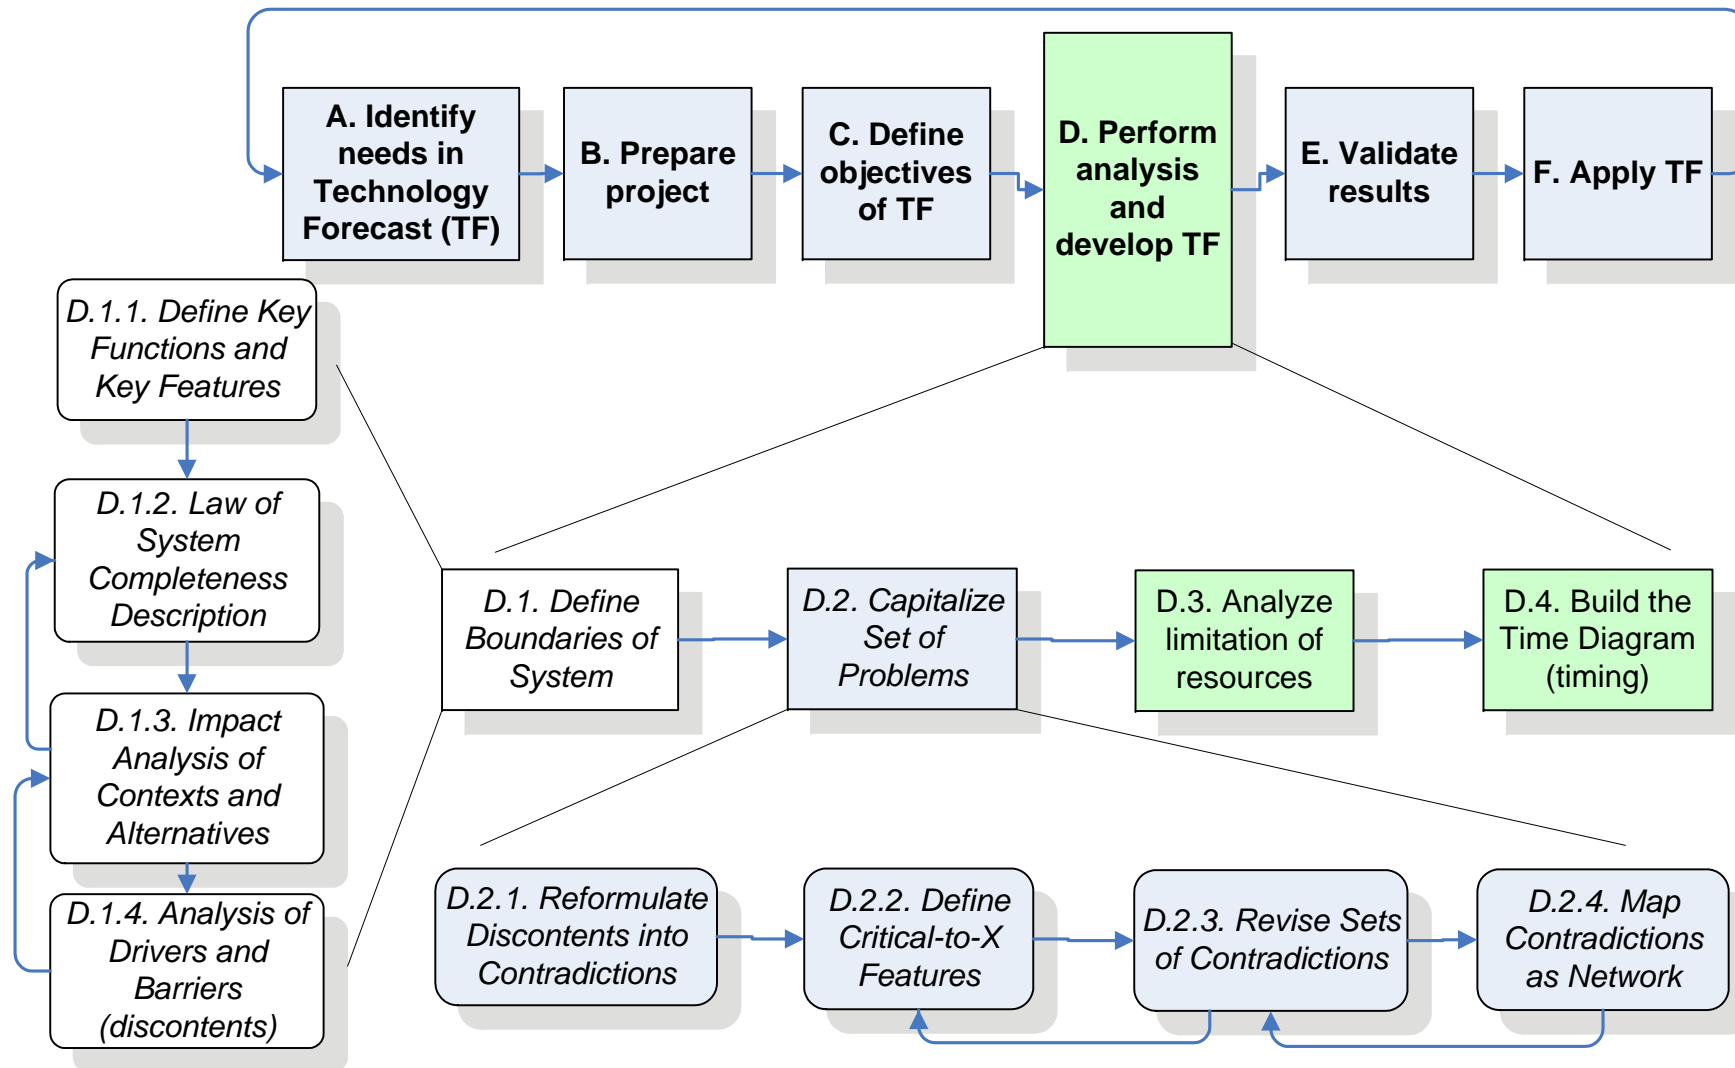 A. Identify
needs in
Technology
Forecast (TF)
B. Prepare
project
C. Define
objectives
of TF
D. Perform
analysis
and
develop TF
E. Validate
results
F. Apply TF
D.1.1. Define Key
Functions and
Key Features
D.1.2. Law of
System
Completeness
Description
D.1.3. Impact
Analysis of
Contexts and
Alternatives
D.1.4. Analysis of
Drivers and
Barriers
(discontents)
D.1. Define
Boundaries of
System
D.2. Capitalize
Set of
Problems
D.3. Analyze
limitation of
resources
D.4. Build the
Time Diagram
(timing)
D.2.1. Reformulate
Discontents into
Contradictions
D.2.2. Define
Critical-to-X
Features
D.2.3. Revise Sets
of Contradictions
D.2.4. Map
Contradictions
as Network